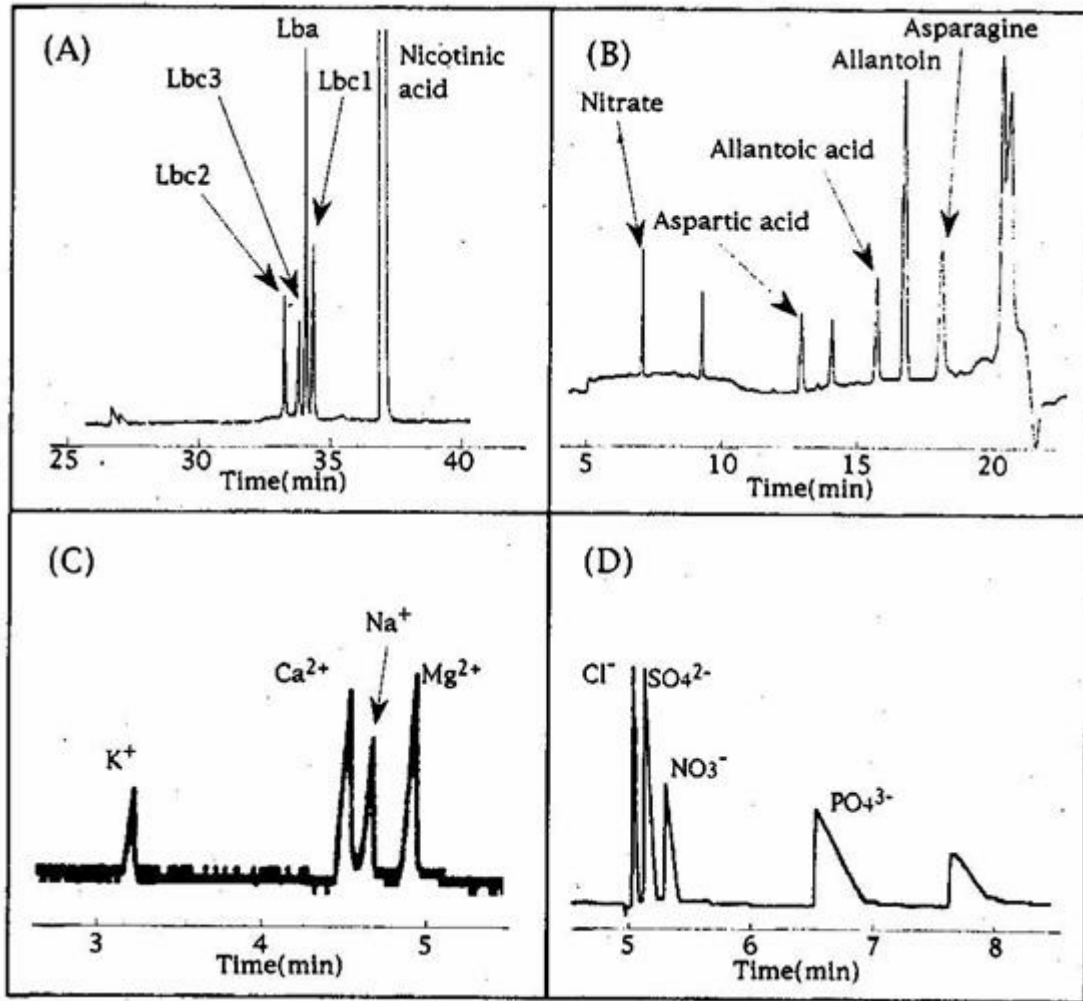 (A)
Lba
Nicotinic
acid
Lbc3
Lbc1
Lbc2
25 30 35 40
Time(min)
(B)
Asparagine
Allantoin
Nitrate
Allantoic acid
Aspartic acid
5 10 15 20
Time(min)
(C)
Na⁺
Ca²⁺
Mg²⁺
K⁺
3 4 5
Time(min)
(D)
Cl⁻
SO₄²⁻
NO₃⁻
PO₄³⁻
5 6 7 8
Time(min)